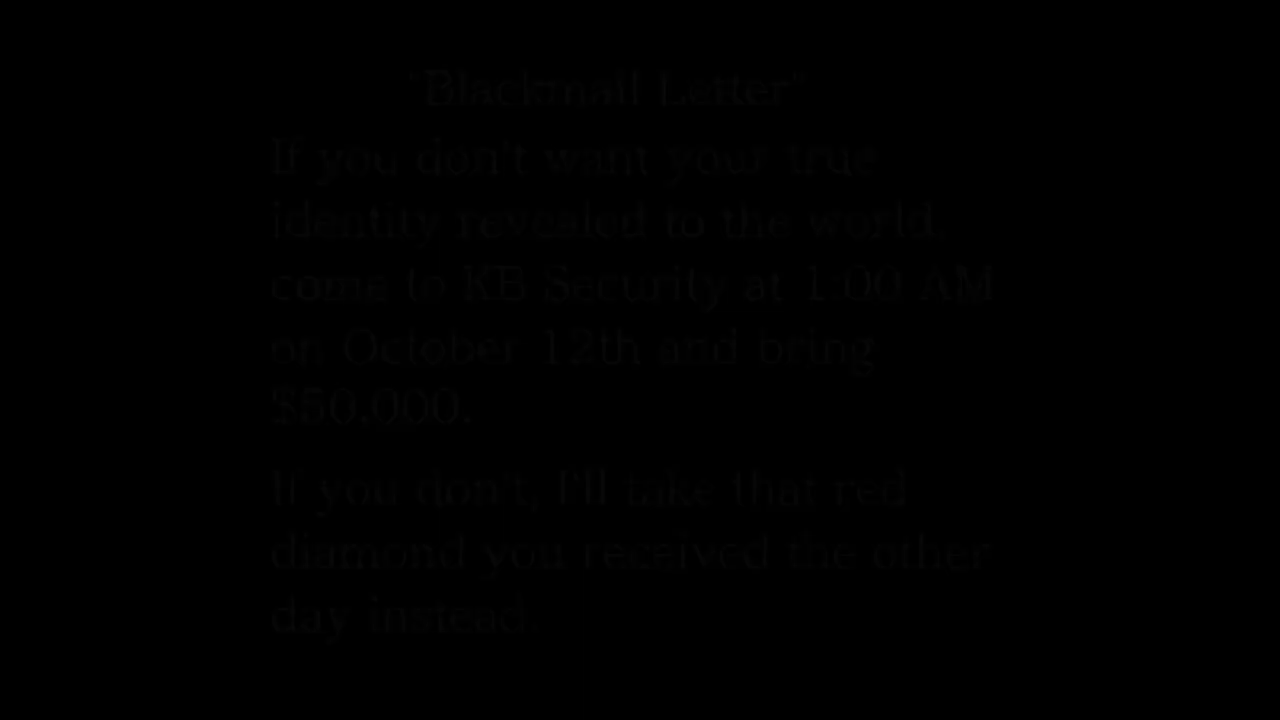 "Blackmail Letter"
If you don't want your true
identity revealed to the world,
come to KB Security at 1:00 AM
on October 12th and bring
$50,000.
If you don't, I'll take that red
diamond you received the other
day instead.